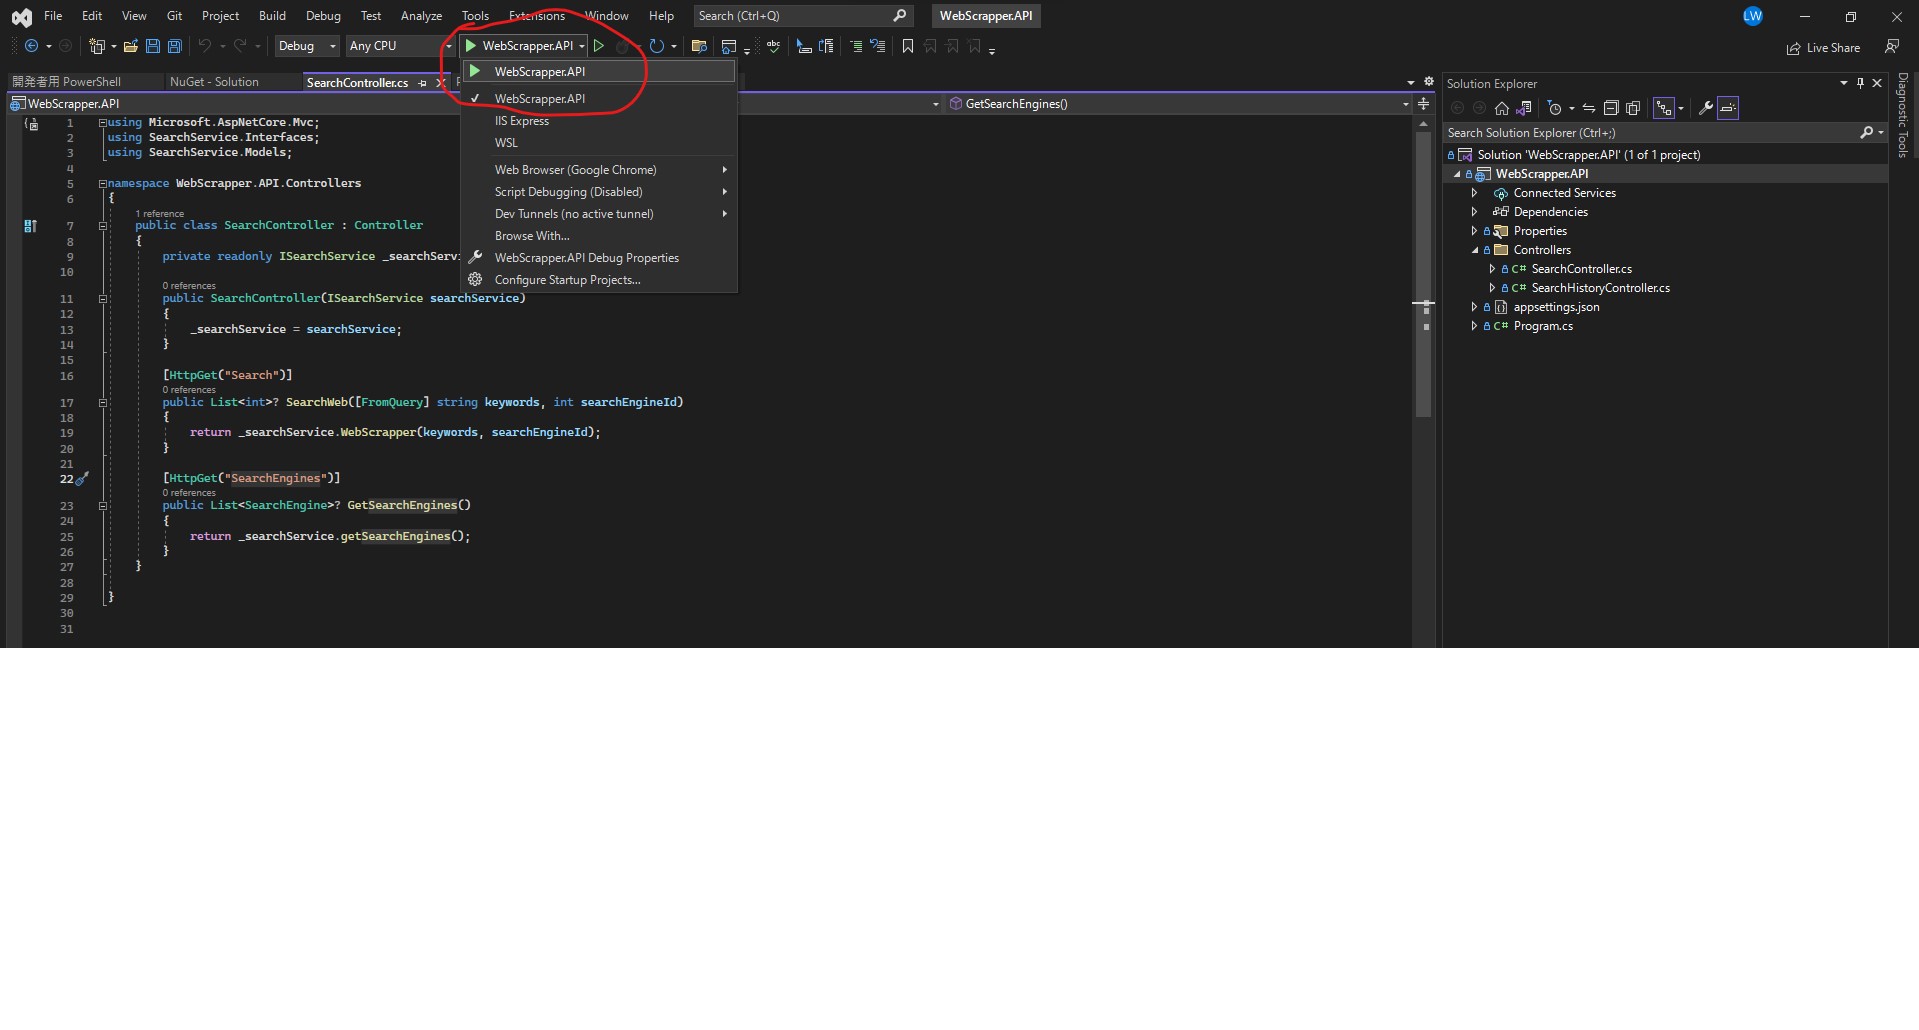 File Edit View Git Project Build Debug Test Analyze Tools Extensions Window Help Search (Ctrl+Q) WebScrapper.API LW
Debug Any CPU WebScrapper.API abc Live Share
開発者用 PowerShell NuGet - Solution SearchController.cs
WebScrapper.API GetSearchEngines()
WebScrapper.API
WebScrapper.API
IIS Express
WSL
Web Browser (Google Chrome)
Script Debugging (Disabled)
Dev Tunnels (no active tunnel)
Browse With...
WebScrapper.API Debug Properties
Configure Startup Projects...
1 using Microsoft.AspNetCore.Mvc;
2 using SearchService.Interfaces;
3 using SearchService.Models;
4
5 namespace WebScrapper.API.Controllers
6 {
1 reference
7 public class SearchController : Controller
8 {
9 private readonly ISearchService _searchServi
10
0 references
11 public SearchController(ISearchService searchService)
12 {
13 _searchService = searchService;
14 }
15
16 [HttpGet("Search")]
0 references
17 public List<int>? SearchWeb([FromQuery] string keywords, int searchEngineId)
18 {
19 return _searchService.WebScrapper(keywords, searchEngineId);
20 }
21
22 [HttpGet("SearchEngines")]
0 references
23 public List<SearchEngine>? GetSearchEngines()
24 {
25 return _searchService.getSearchEngines();
26 }
27 }
28
29 }
30
31
Solution Explorer
Search Solution Explorer (Ctrl+;)
Solution 'WebScrapper.API' (1 of 1 project)
WebScrapper.API
Connected Services
Dependencies
Properties
Controllers
C# SearchController.cs
C# SearchHistoryController.cs
appsettings.json
C# Program.cs
Diagnostic Tools